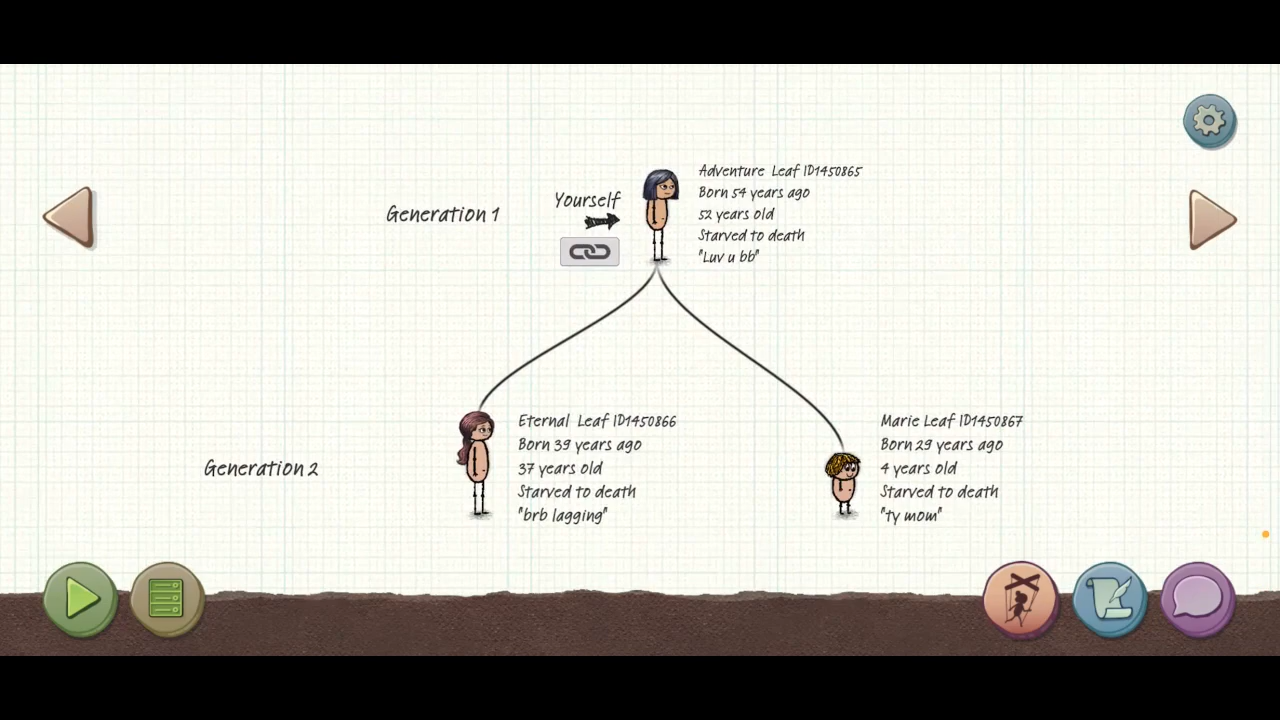 Generation 1
Yourself
Adventure Leaf ID1450865
Born 54 years ago
52 years old
Starved to death
"Luv u bb"
Generation 2
Eternal Leaf ID1450866
Born 39 years ago
37 years old
Starved to death
"brb lagging"
Marie Leaf ID1450867
Born 29 years ago
4 years old
Starved to death
"ty mom"